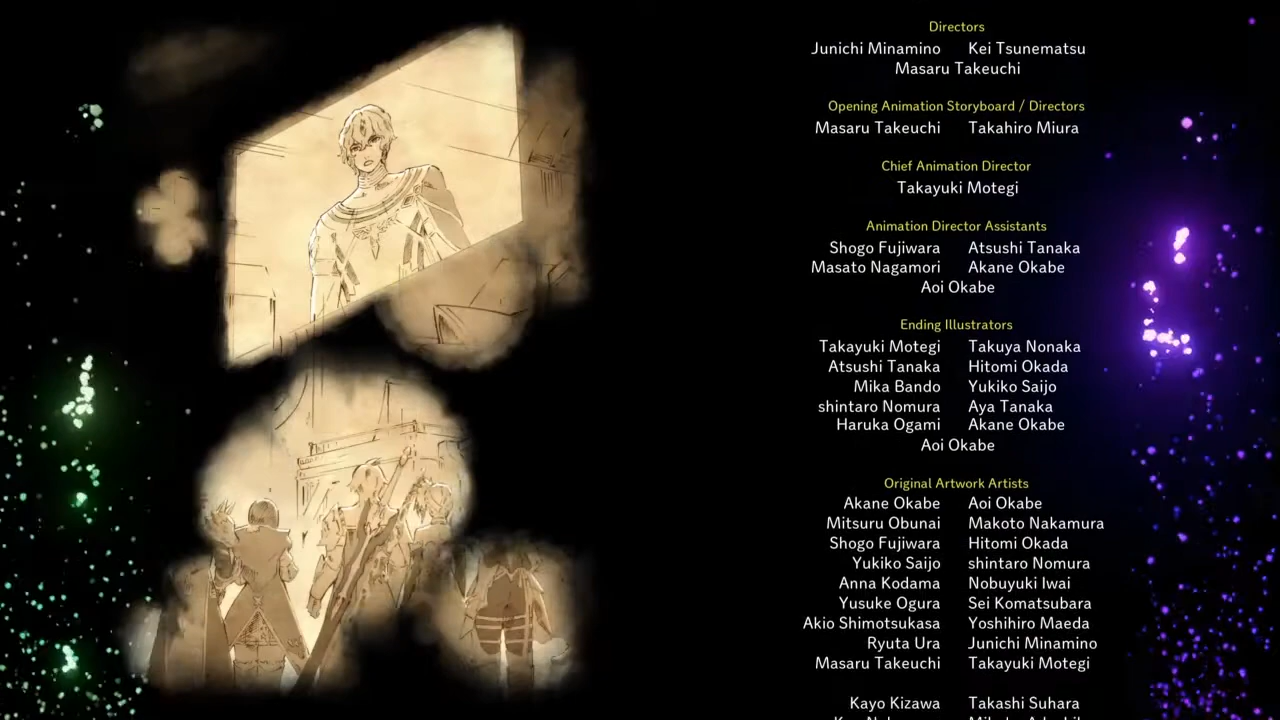 Directors
Junichi Minamino Kei Tsunematsu
Masaru Takeuchi
Opening Animation Storyboard / Directors
Masaru Takeuchi Takahiro Miura
Chief Animation Director
Takayuki Motegi
Animation Director Assistants
Shogo Fujiwara Atsushi Tanaka
Masato Nagamori Akane Okabe
Aoi Okabe
Ending Illustrators
Takayuki Motegi Takuya Nonaka
Atsushi Tanaka Hitomi Okada
Mika Bando Yukiko Saijo
shintaro Nomura Aya Tanaka
Haruka Ogami Akane Okabe
Aoi Okabe
Original Artwork Artists
Akane Okabe Aoi Okabe
Mitsuru Obunai Makoto Nakamura
Shogo Fujiwara Hitomi Okada
Yukiko Saijo shintaro Nomura
Anna Kodama Nobuyuki Iwai
Yusuke Ogura Sei Komatsubara
Akio Shimotsukasa Yoshihiro Maeda
Ryuta Ura Junichi Minamino
Masaru Takeuchi Takayuki Motegi
Kayo Kizawa Takashi Suhara